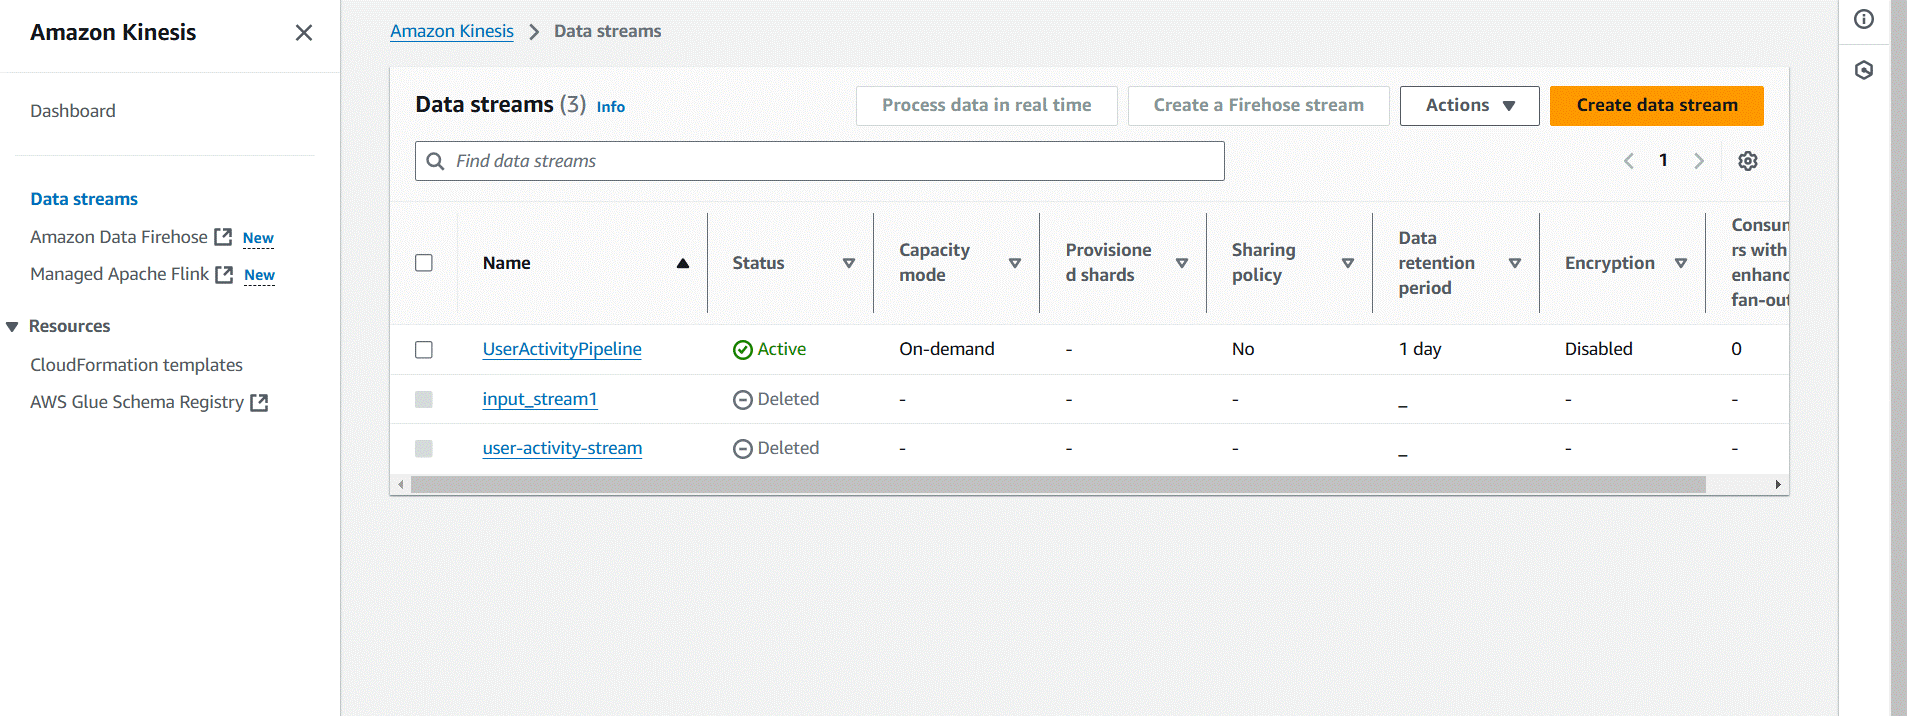 Amazon Kinesis
Dashboard
Data streams
Amazon Data Firehose New
Managed Apache Flink New
Resources
CloudFormation templates
AWS Glue Schema Registry
Amazon Kinesis > Data streams
Data streams (3) Info
Process data in real time
Create a Firehose stream
Actions
Create data stream
Find data streams
1
Name
Status
Capacity
mode
Provisione
d shards
Sharing
policy
Data
retention
period
Encryption
Consum
rs with
enhanc
fan-out
UserActivityPipeline Active On-demand - No 1 day Disabled 0
input_stream1 Deleted - - - _ - -
user-activity-stream Deleted - - - _ - -